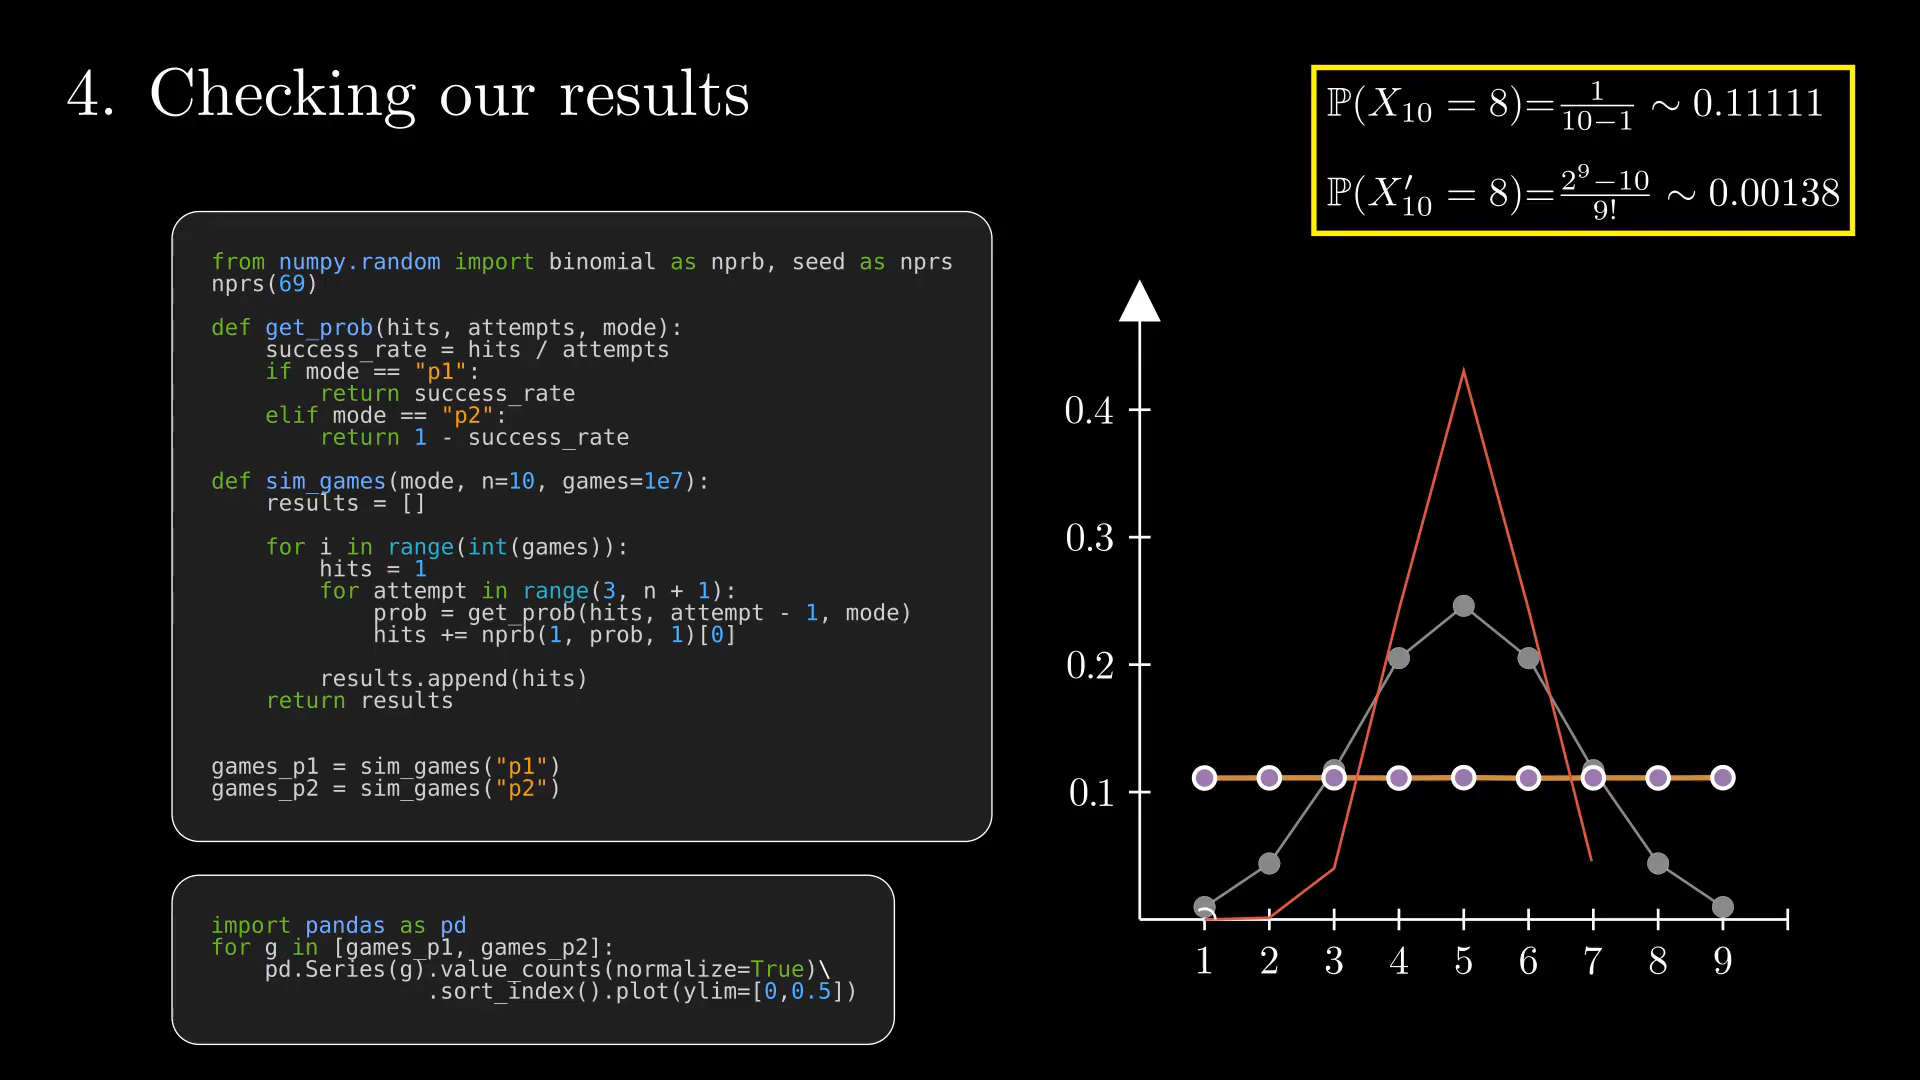 4. Checking our results
ℙ(X₁₀ = 8)=1/(10−1) ∼ 0.11111
ℙ(X′₁₀ = 8)=(2⁹−10)/9! ∼ 0.00138
from numpy.random import binomial as nprb, seed as nprs
nprs(69)
def get_prob(hits, attempts, mode):
    success_rate = hits / attempts
    if mode == "p1":
        return success_rate
    elif mode == "p2":
        return 1 - success_rate
def sim_games(mode, n=10, games=1e7):
    results = []
    for i in range(int(games)):
        hits = 1
        for attempt in range(3, n + 1):
            prob = get_prob(hits, attempt - 1, mode)
            hits += nprb(1, prob, 1)[0]
        results.append(hits)
    return results
games_p1 = sim_games("p1")
games_p2 = sim_games("p2")
import pandas as pd
for g in [games_p1, games_p2]:
    pd.Series(g).value_counts(normalize=True)\
                .sort_index().plot(ylim=[0,0.5])
0.4
0.3
0.2
0.1
1 2 3 4 5 6 7 8 9